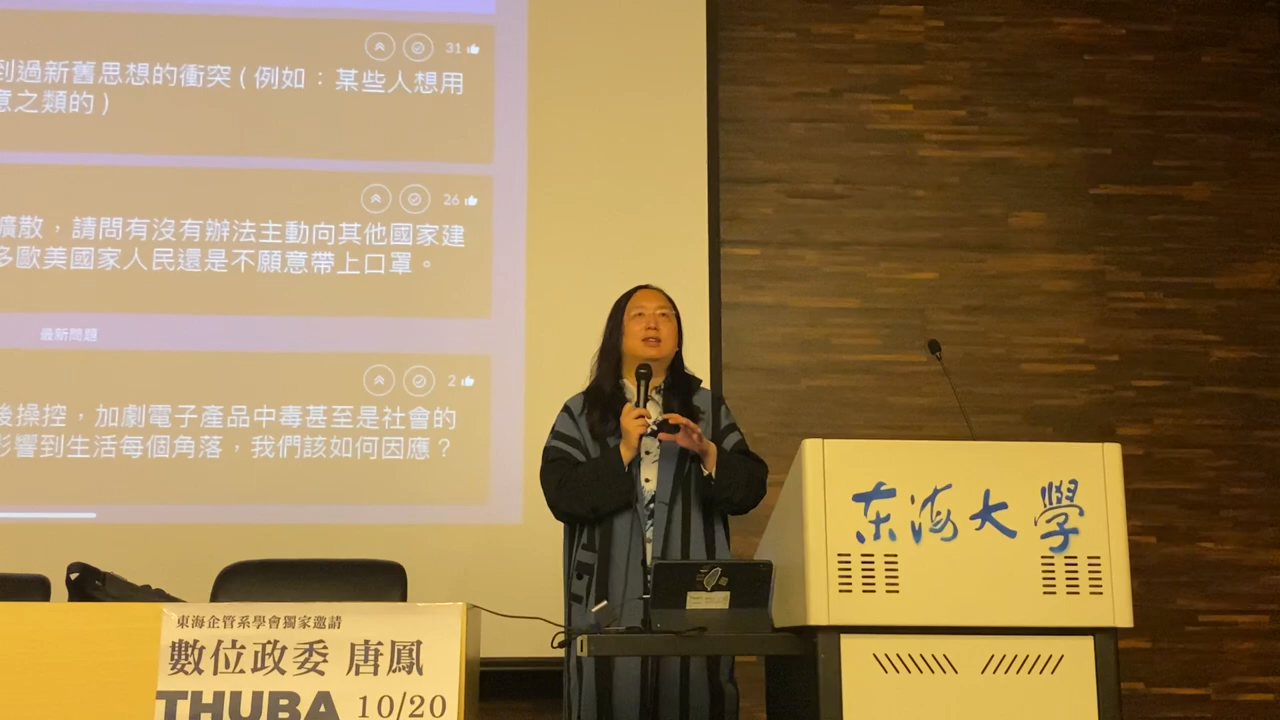 31
到過新舊思想的衝突 ( 例如：某些人想用
意之類的 )
26
擴散，請問有沒有辦法主動向其他國家建
多歐美國家人民還是不願意帶上口罩。
最新問題
2
後操控，加劇電子產品中毒甚至是社會的
影響到生活每個角落，我們該如何因應？
东海大學
東海企管系學會獨家邀請
數位政委 唐鳳
THUBA 10/20